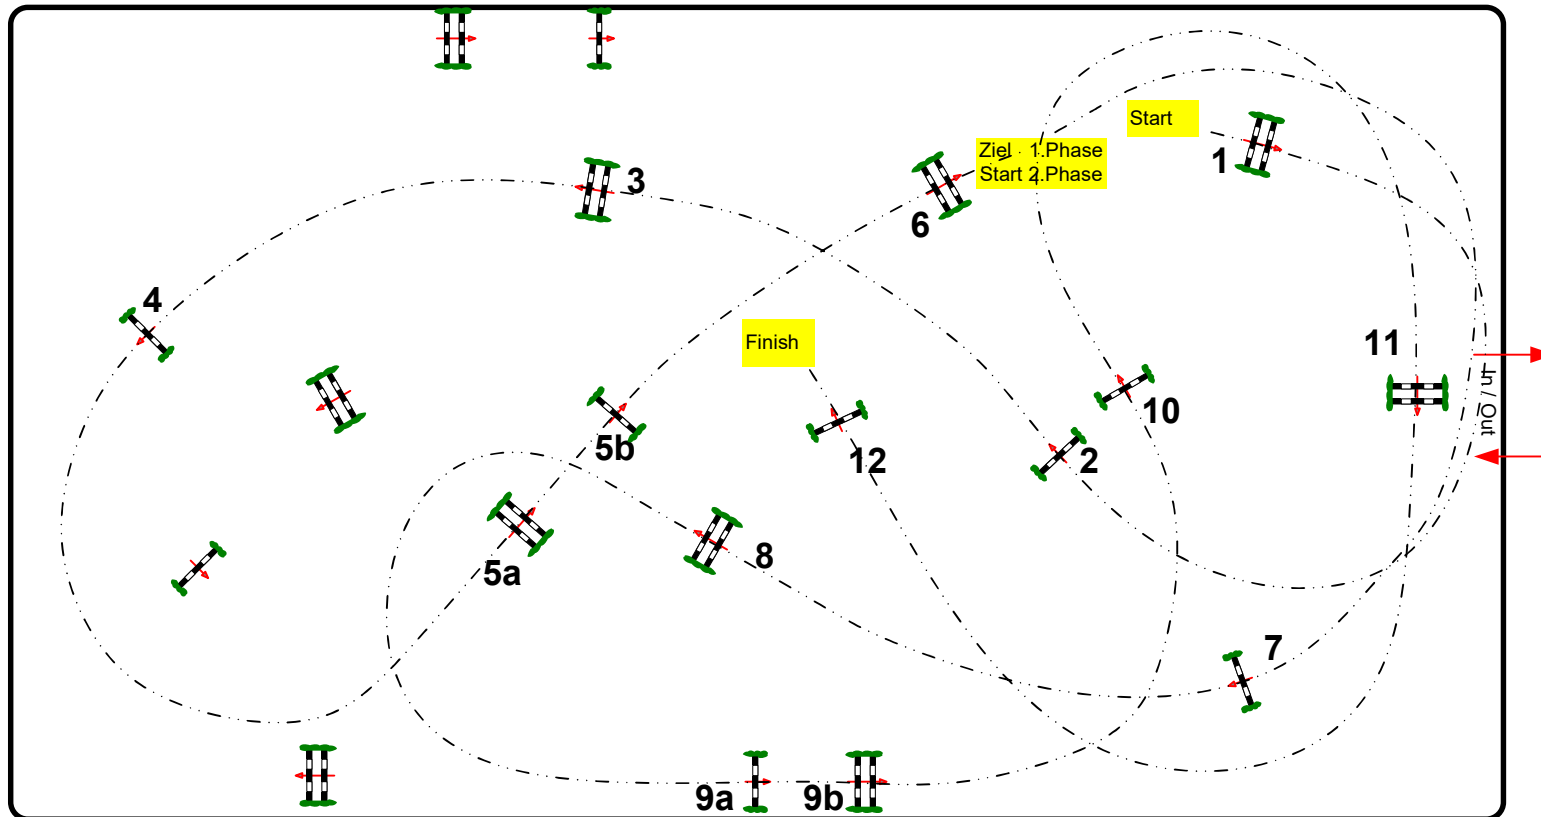 Start
Ziel 1.Phase
Start 2.Phase
1
3
6
4
Finish
11
In / Out
10
5b
12
2
8
5a
7
9a
9b